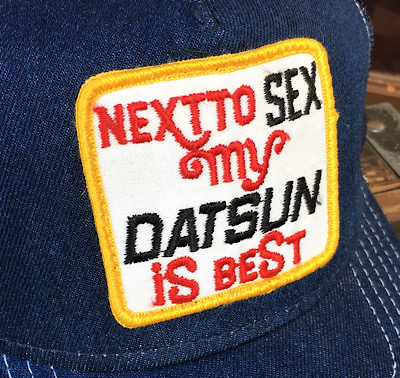 NEXT TO SEX
my
DATSUN
iS BEST